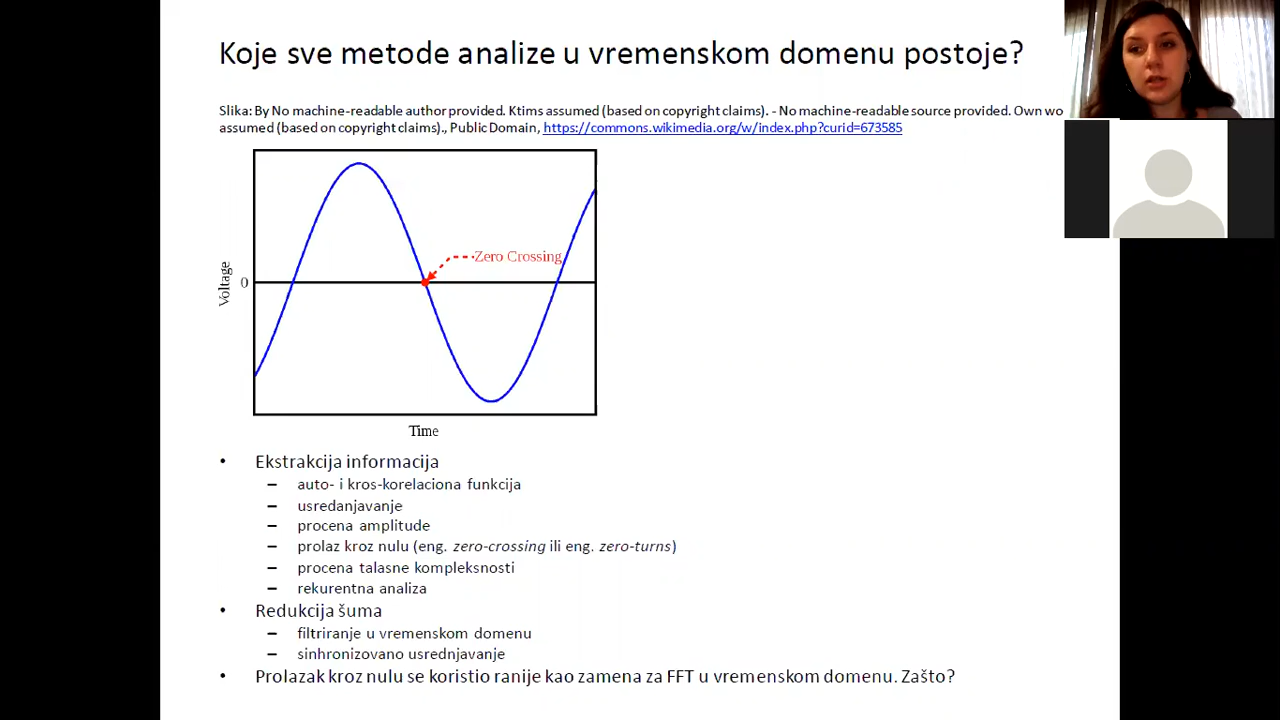 Koje sve metode analize u vremenskom domenu postoje?
Slika: By No machine-readable author provided. Ktims assumed (based on copyright claims). - No machine-readable source provided. Own wo
assumed (based on copyright claims)., Public Domain, https://commons.wikimedia.org/w/index.php?curid=673585
Zero Crossing
Voltage
0
Time
• Ekstrakcija informacija
– auto- i kros-korelaciona funkcija
– usredanjavanje
– procena amplitude
– prolaz kroz nulu (eng. zero-crossing ili eng. zero-turns)
– procena talasne kompleksnosti
– rekurentna analiza
• Redukcija šuma
– filtriranje u vremenskom domenu
– sinhronizovano usrednjavanje
• Prolazak kroz nulu se koristio ranije kao zamena za FFT u vremenskom domenu. Zašto?